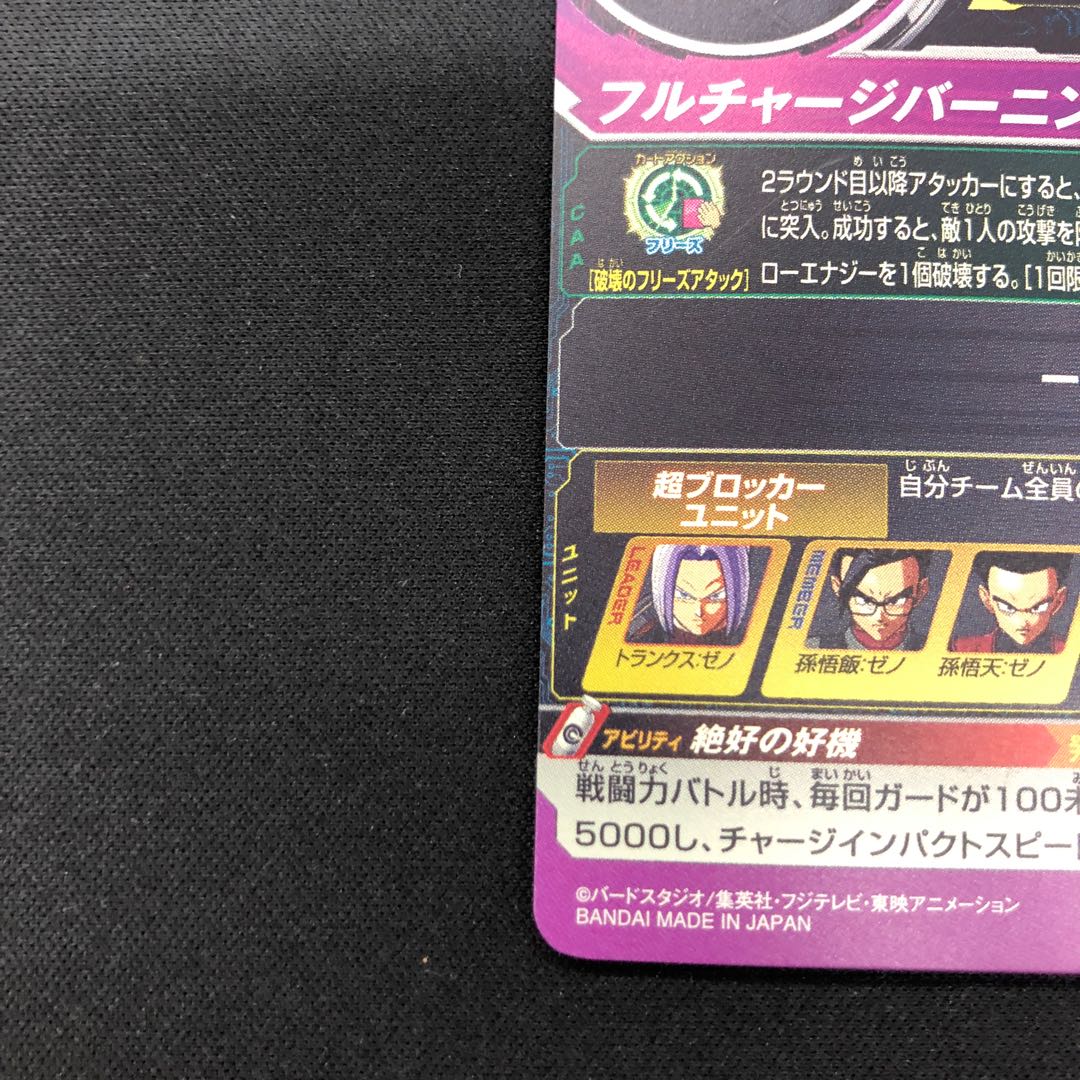 フルチャージバーニン
カードアクション
フリーズ
CAA
[破壊のフリーズアタック]
2ラウンド目以降アタッカーにすると、
に突入。成功すると、敵1人の攻撃を
ローエナジーを1個破壊する。[1回限
ー
超ブロッカー
ユニット
自分チーム全員の
ユニット
LEADER
トランクス:ゼノ
MEMBER
孫悟飯:ゼノ
孫悟天:ゼノ
アビリティ 絶好の好機
戦闘力バトル時、毎回ガードが100未
5000し、チャージインパクトスピード
©バードスタジオ/集英社・フジテレビ・東映アニメーション
BANDAI MADE IN JAPAN